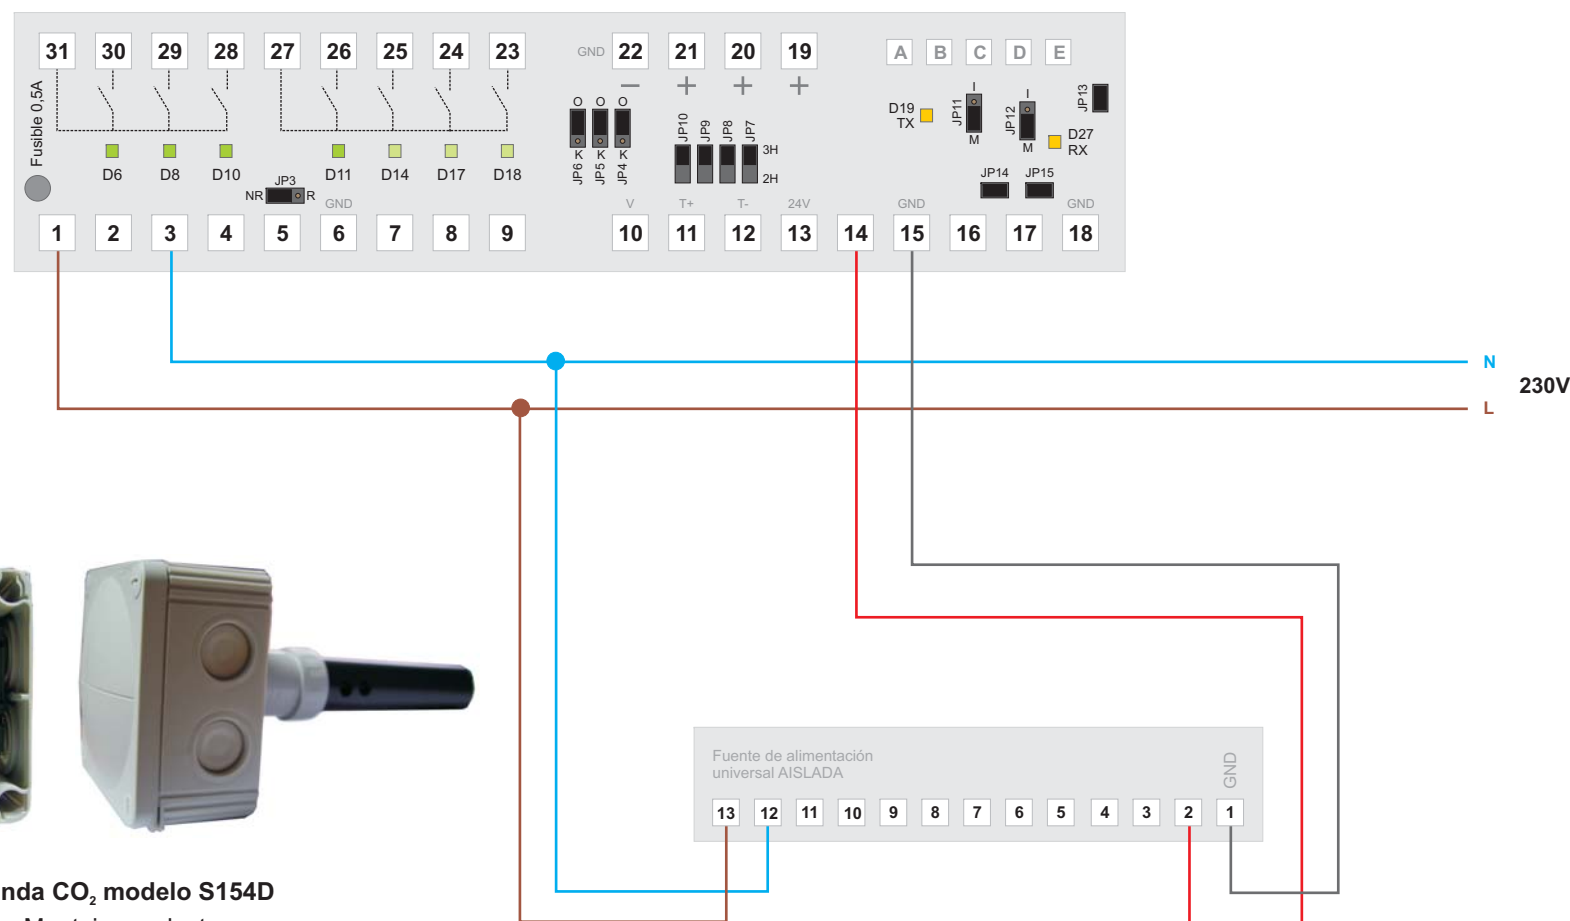 31 30 29 28 27 26 25 24 23 GND 22 21 20 19 A B C D E
− + + +
Fusible 0,5A
O O O
K K K
JP6 JP5 JP4
JP10 JP9 JP8 JP7
3H
2H
D19
TX
JP11
I
M
JP12
I
M
D27
RX
JP13
D6 D8 D10 D11 D14 D17 D18
JP3
NR R
JP14 JP15
GND V T+ T- 24V GND GND
1 2 3 4 5 6 7 8 9 10 11 12 13 14 15 16 17 18
N
230V
L
Fuente de alimentación
universal AISLADA
GND
13 12 11 10 9 8 7 6 5 4 3 2 1
nda CO₂ modelo S154D